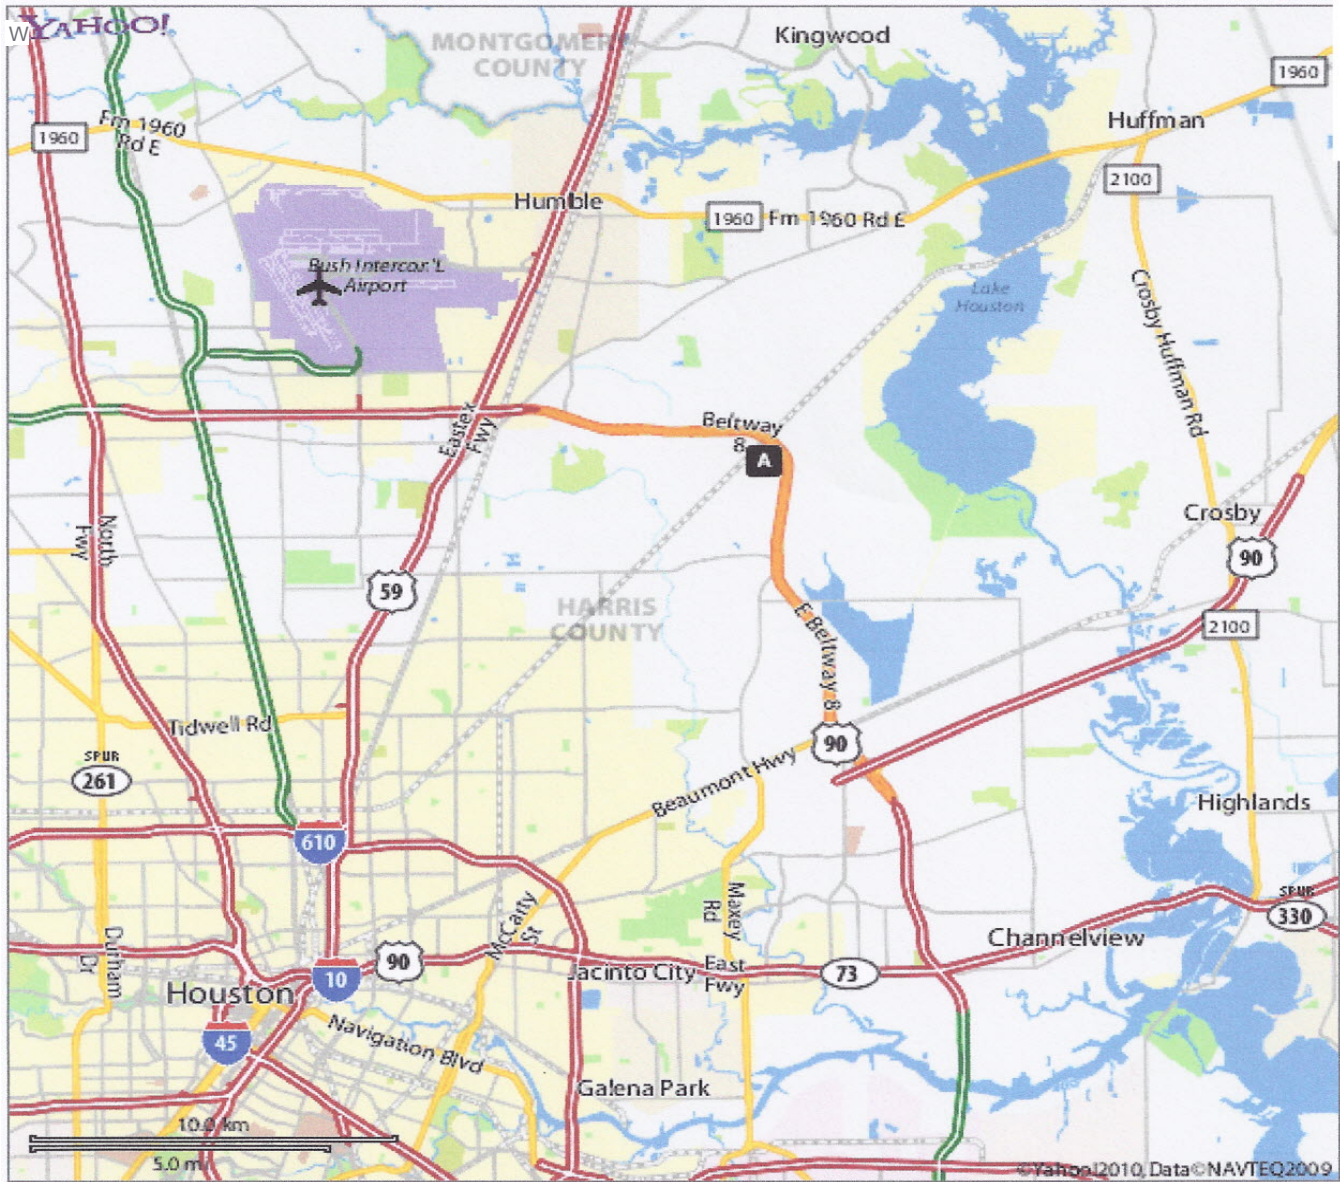 W YAHOO!
MONTGOMERY
COUNTY
Kingwood
1960
Fm 1960
Rd E
1960
Huffman
2100
Humble
1960 Fm 1960 Rd E
Bush Intercon'L
Airport
Lake
Houston
Crosby Huffman Rd
Eastex
Fwy
Beltway
8
A
North
Fwy
Crosby
90
59
HARRIS
COUNTY
E Beltway 8
2100
Tidwell Rd
90
SPUR
261
Beaumont Hwy
Highlands
610
McCarty
St
Maxey
Rd
SPUR
330
Durham
Dr
90
Channelview
Jacinto City
East
Fwy
73
10
Houston
45
Navigation Blvd
Galena Park
10.0 km
5.0 mi
©Yahoo!2010, Data©NAVTEQ2009